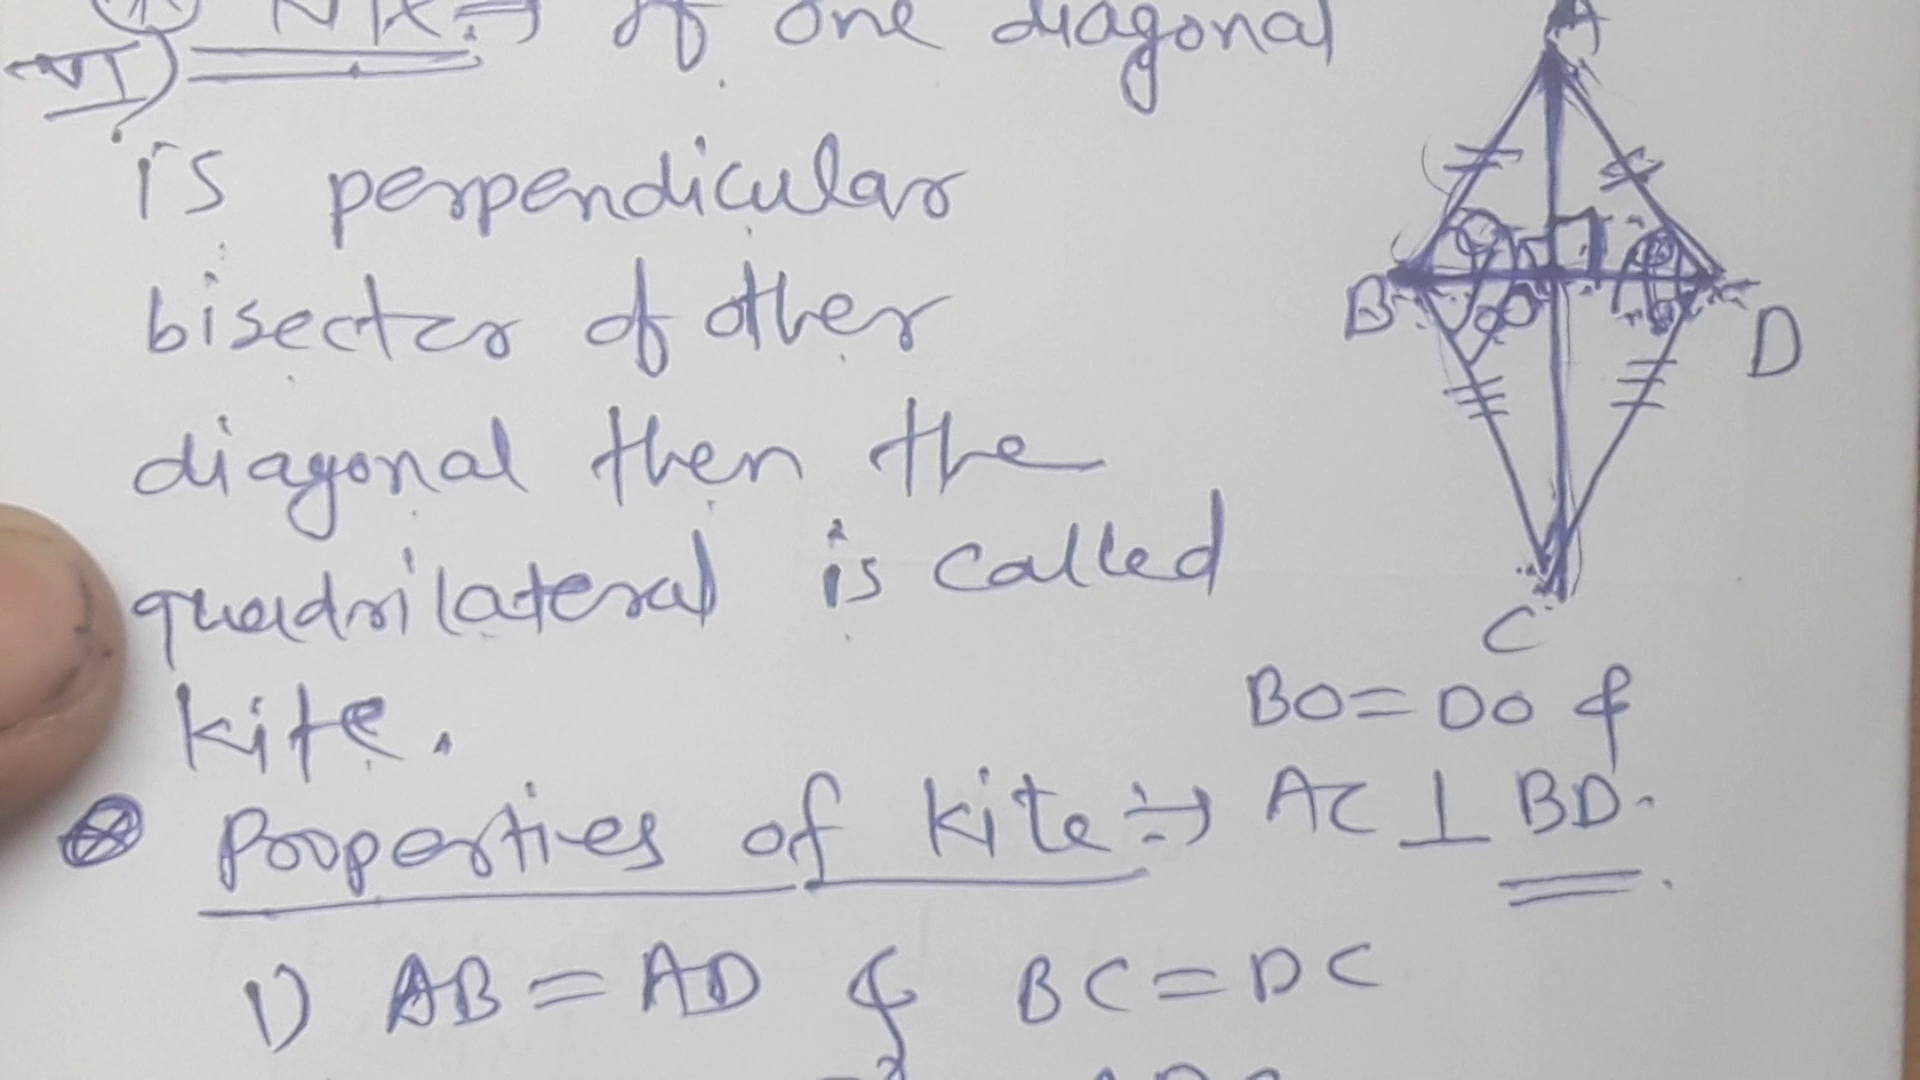 VI) If one diagonal
is perpendicular
bisector of other
diagonal then the
quadrilateral is called
kite.
A
B
D
C
BO = DO &
AC ⊥ BD.
Properties of kite :→
1) AB = AD & BC = DC